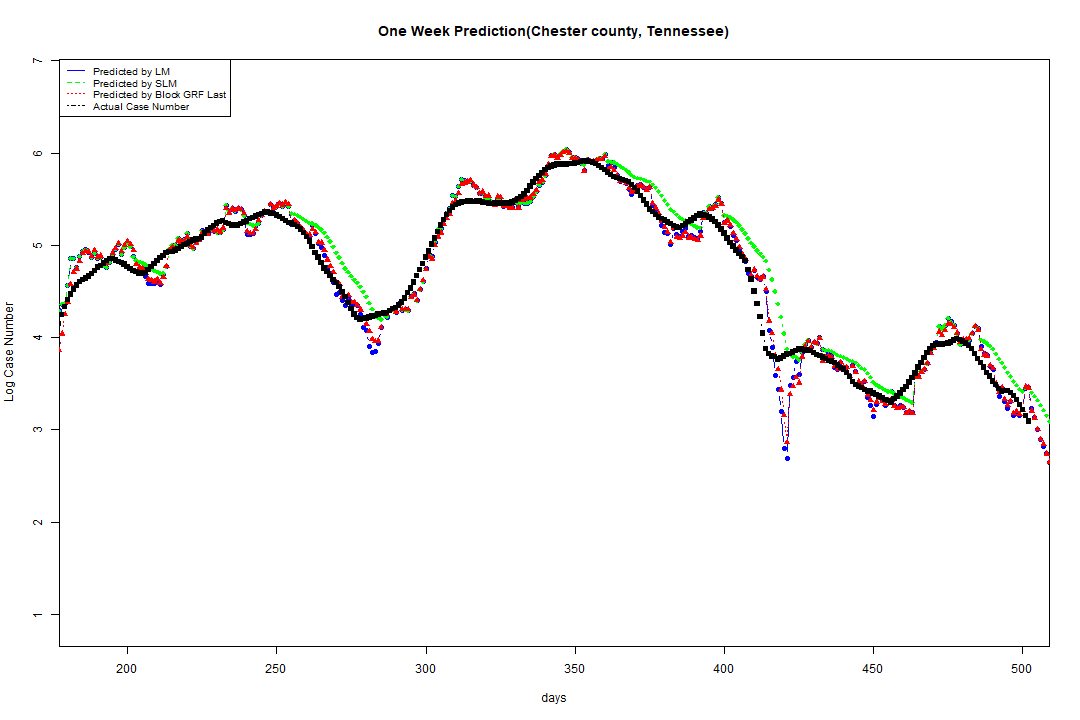 One Week Prediction(Chester county, Tennessee)
Predicted by LM
Predicted by SLM
Predicted by Block GRF Last
Actual Case Number
Log Case Number
7
6
5
4
3
2
1
200 250 300 350 400 450 500
days